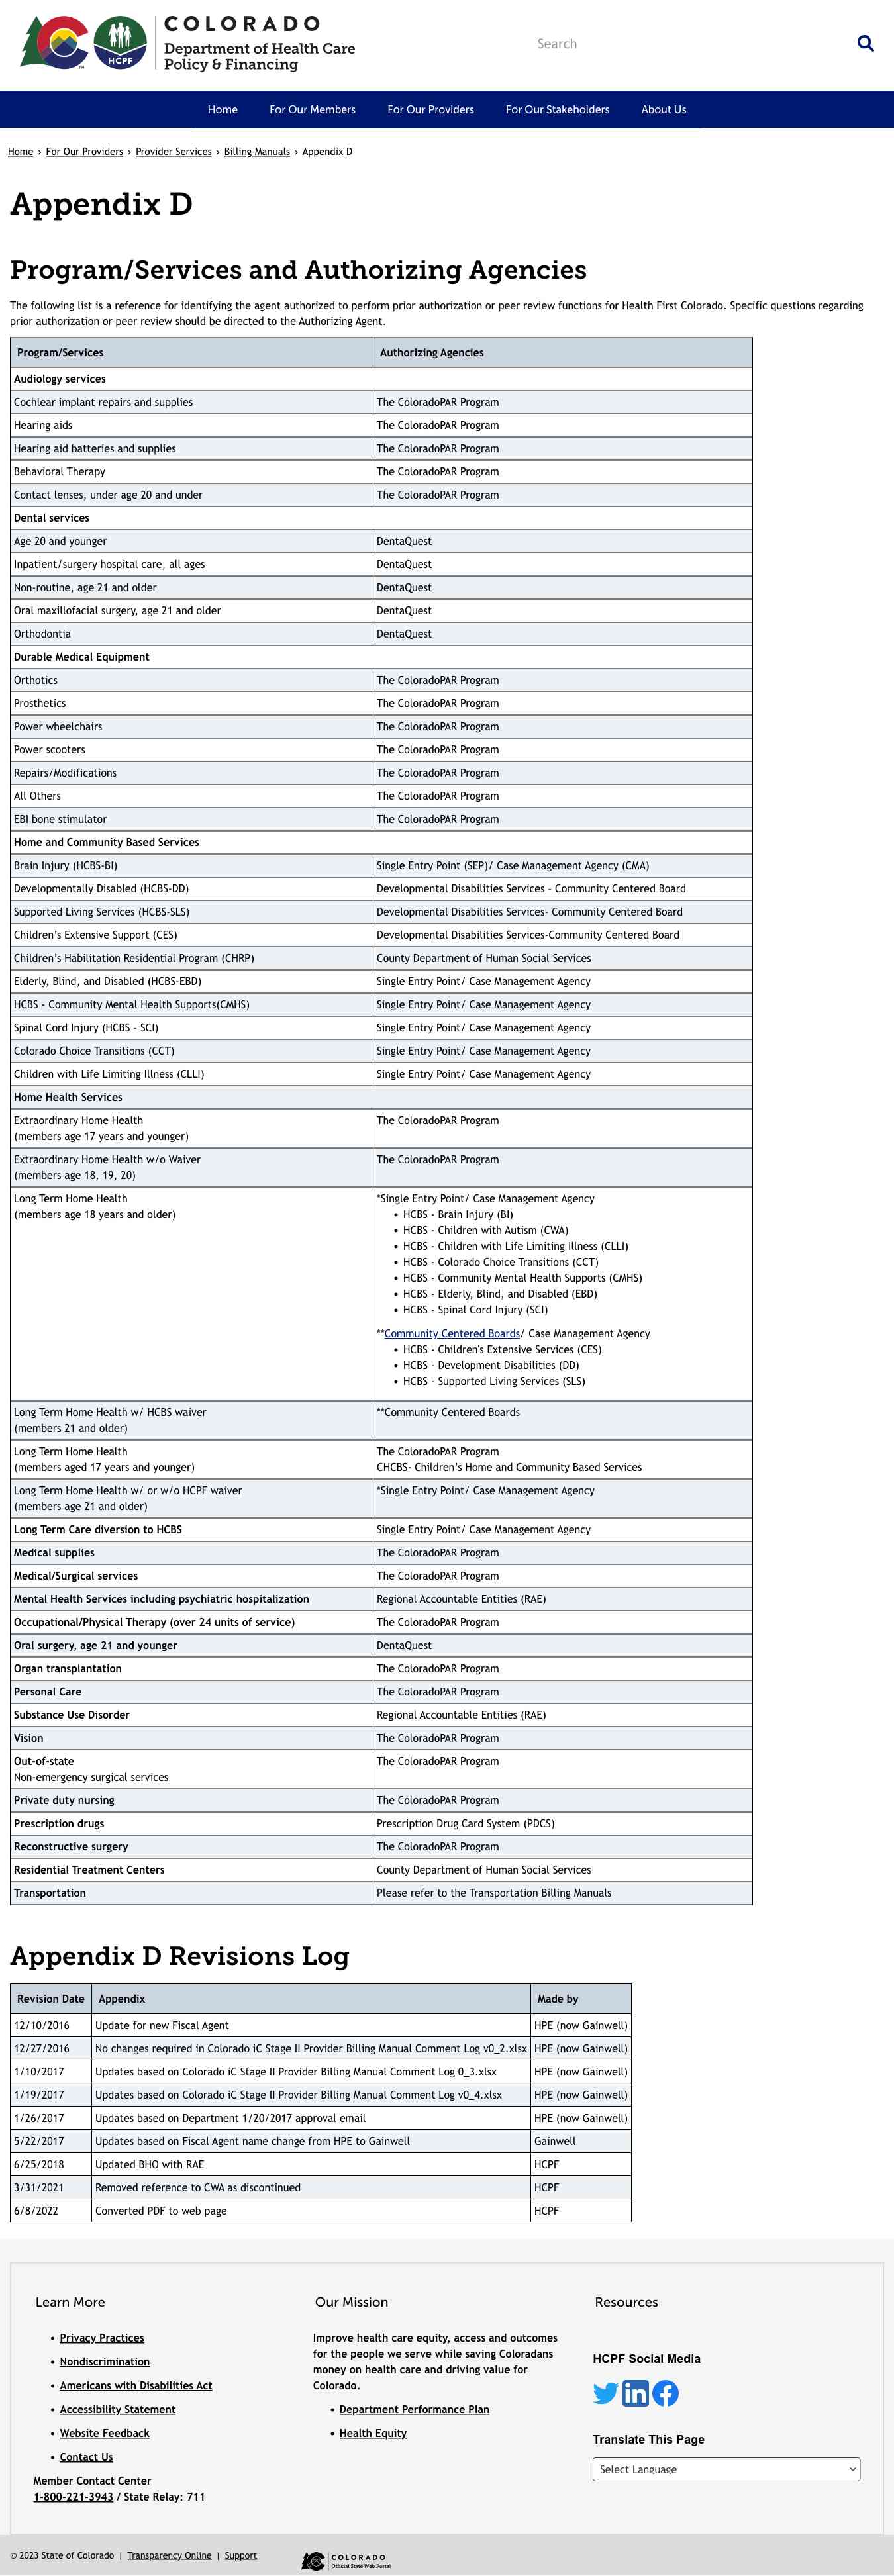 COLORADO
Department of Health Care
Policy & Financing
HCPF
Search
Home For Our Members For Our Providers For Our Stakeholders About Us
Home › For Our Providers › Provider Services › Billing Manuals › Appendix D
Appendix D
Program/Services and Authorizing Agencies
The following list is a reference for identifying the agent authorized to perform prior authorization or peer review functions for Health First Colorado. Specific questions regarding
prior authorization or peer review should be directed to the Authorizing Agent.
Program/Services Authorizing Agencies
Audiology services
Cochlear implant repairs and supplies The ColoradoPAR Program
Hearing aids The ColoradoPAR Program
Hearing aid batteries and supplies The ColoradoPAR Program
Behavioral Therapy The ColoradoPAR Program
Contact lenses, under age 20 and under The ColoradoPAR Program
Dental services
Age 20 and younger DentaQuest
Inpatient/surgery hospital care, all ages DentaQuest
Non-routine, age 21 and older DentaQuest
Oral maxillofacial surgery, age 21 and older DentaQuest
Orthodontia DentaQuest
Durable Medical Equipment
Orthotics The ColoradoPAR Program
Prosthetics The ColoradoPAR Program
Power wheelchairs The ColoradoPAR Program
Power scooters The ColoradoPAR Program
Repairs/Modifications The ColoradoPAR Program
All Others The ColoradoPAR Program
EBI bone stimulator The ColoradoPAR Program
Home and Community Based Services
Brain Injury (HCBS-BI) Single Entry Point (SEP)/ Case Management Agency (CMA)
Developmentally Disabled (HCBS-DD) Developmental Disabilities Services – Community Centered Board
Supported Living Services (HCBS-SLS) Developmental Disabilities Services- Community Centered Board
Children’s Extensive Support (CES) Developmental Disabilities Services-Community Centered Board
Children’s Habilitation Residential Program (CHRP) County Department of Human Social Services
Elderly, Blind, and Disabled (HCBS-EBD) Single Entry Point/ Case Management Agency
HCBS - Community Mental Health Supports(CMHS) Single Entry Point/ Case Management Agency
Spinal Cord Injury (HCBS – SCI) Single Entry Point/ Case Management Agency
Colorado Choice Transitions (CCT) Single Entry Point/ Case Management Agency
Children with Life Limiting Illness (CLLI) Single Entry Point/ Case Management Agency
Home Health Services
Extraordinary Home Health The ColoradoPAR Program
(members age 17 years and younger)
Extraordinary Home Health w/o Waiver The ColoradoPAR Program
(members age 18, 19, 20)
Long Term Home Health *Single Entry Point/ Case Management Agency
(members age 18 years and older) • HCBS - Brain Injury (BI)
• HCBS - Children with Autism (CWA)
• HCBS - Children with Life Limiting Illness (CLLI)
• HCBS - Colorado Choice Transitions (CCT)
• HCBS - Community Mental Health Supports (CMHS)
• HCBS - Elderly, Blind, and Disabled (EBD)
• HCBS - Spinal Cord Injury (SCI)
**Community Centered Boards/ Case Management Agency
• HCBS - Children's Extensive Services (CES)
• HCBS - Development Disabilities (DD)
• HCBS - Supported Living Services (SLS)
Long Term Home Health w/ HCBS waiver **Community Centered Boards
(members 21 and older)
Long Term Home Health The ColoradoPAR Program
(members aged 17 years and younger) CHCBS- Children’s Home and Community Based Services
Long Term Home Health w/ or w/o HCPF waiver *Single Entry Point/ Case Management Agency
(members age 21 and older)
Long Term Care diversion to HCBS Single Entry Point/ Case Management Agency
Medical supplies The ColoradoPAR Program
Medical/Surgical services The ColoradoPAR Program
Mental Health Services including psychiatric hospitalization Regional Accountable Entities (RAE)
Occupational/Physical Therapy (over 24 units of service) The ColoradoPAR Program
Oral surgery, age 21 and younger DentaQuest
Organ transplantation The ColoradoPAR Program
Personal Care The ColoradoPAR Program
Substance Use Disorder Regional Accountable Entities (RAE)
Vision The ColoradoPAR Program
Out-of-state The ColoradoPAR Program
Non-emergency surgical services
Private duty nursing The ColoradoPAR Program
Prescription drugs Prescription Drug Card System (PDCS)
Reconstructive surgery The ColoradoPAR Program
Residential Treatment Centers County Department of Human Social Services
Transportation Please refer to the Transportation Billing Manuals
Appendix D Revisions Log
Revision Date Appendix Made by
12/10/2016 Update for new Fiscal Agent HPE (now Gainwell)
12/27/2016 No changes required in Colorado iC Stage II Provider Billing Manual Comment Log v0_2.xlsx HPE (now Gainwell)
1/10/2017 Updates based on Colorado iC Stage II Provider Billing Manual Comment Log 0_3.xlsx HPE (now Gainwell)
1/19/2017 Updates based on Colorado iC Stage II Provider Billing Manual Comment Log v0_4.xlsx HPE (now Gainwell)
1/26/2017 Updates based on Department 1/20/2017 approval email HPE (now Gainwell)
5/22/2017 Updates based on Fiscal Agent name change from HPE to Gainwell Gainwell
6/25/2018 Updated BHO with RAE HCPF
3/31/2021 Removed reference to CWA as discontinued HCPF
6/8/2022 Converted PDF to web page HCPF
Learn More
• Privacy Practices
• Nondiscrimination
• Americans with Disabilities Act
• Accessibility Statement
• Website Feedback
• Contact Us
Member Contact Center
1-800-221-3943 / State Relay: 711
Our Mission
Improve health care equity, access and outcomes
for the people we serve while saving Coloradans
money on health care and driving value for
Colorado.
• Department Performance Plan
• Health Equity
Resources
HCPF Social Media
Translate This Page
Select Language
© 2023 State of Colorado | Transparency Online | Support
COLORADO
Official State Web Portal